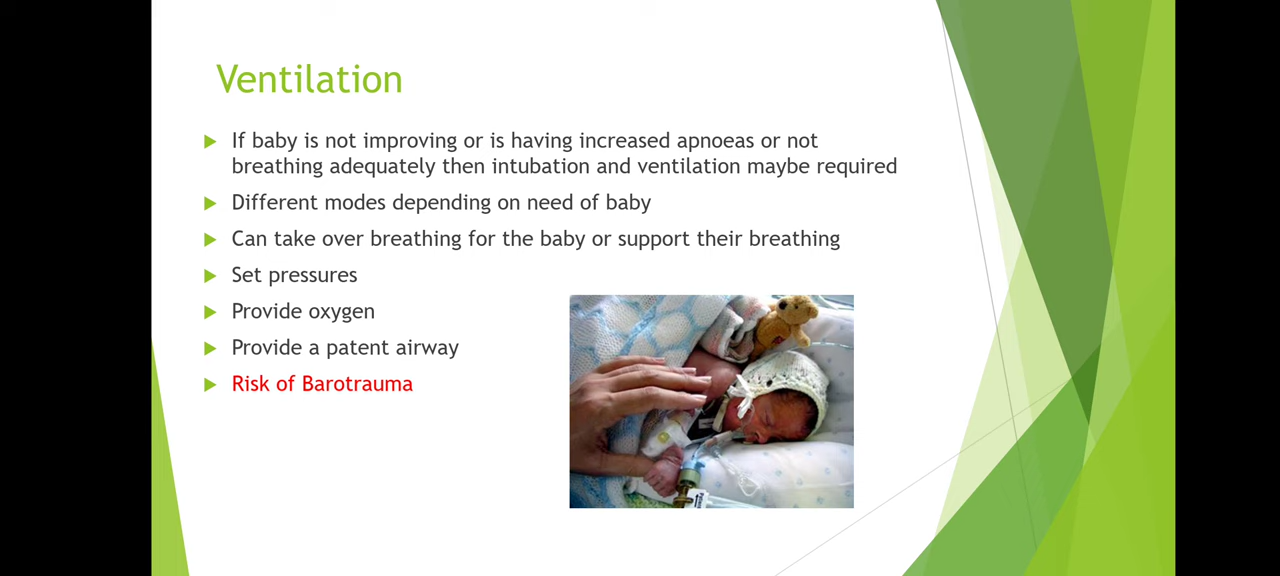 Ventilation
If baby is not improving or is having increased apnoeas or not
breathing adequately then intubation and ventilation maybe required
Different modes depending on need of baby
Can take over breathing for the baby or support their breathing
Set pressures
Provide oxygen
Provide a patent airway
Risk of Barotrauma